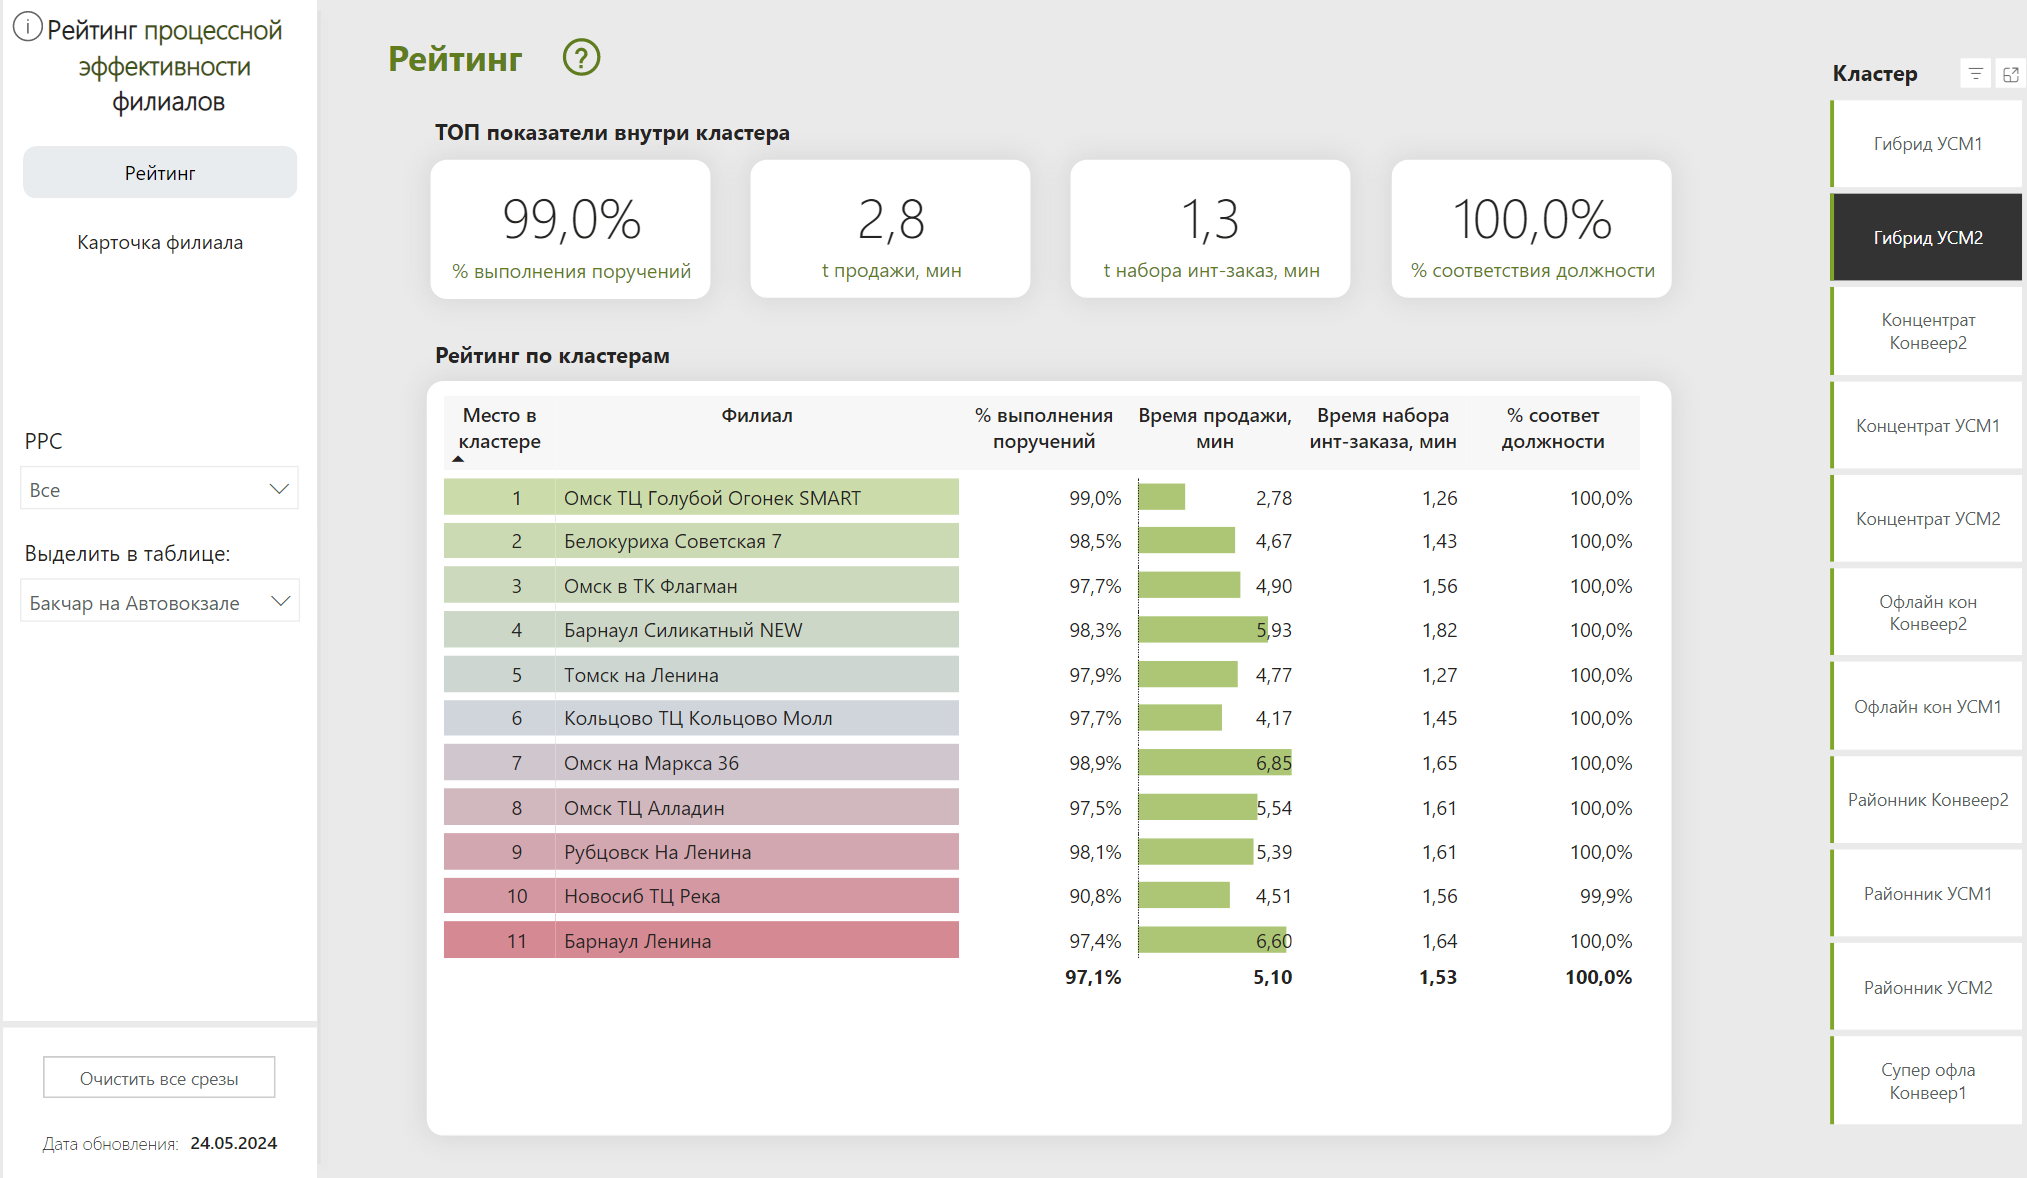 Рейтинг процессной
эффективности
филиалов
Рейтинг
Карточка филиала
РРС
Все
Выделить в таблице:
Бакчар на Автовокзале
Очистить все срезы
Дата обновления: 24.05.2024
Рейтинг
?
ТОП показатели внутри кластера
99,0%
% выполнения поручений
2,8
t продажи, мин
1,3
t набора инт-заказ, мин
100,0%
% соответствия должности
Рейтинг по кластерам
Место в кластере Филиал % выполнения поручений Время продажи, мин Время набора инт-заказа, мин % соответ должности
1 Омск ТЦ Голубой Огонек SMART 99,0% 2,78 1,26 100,0%
2 Белокуриха Советская 7 98,5% 4,67 1,43 100,0%
3 Омск в ТК Флагман 97,7% 4,90 1,56 100,0%
4 Барнаул Силикатный NEW 98,3% 5,93 1,82 100,0%
5 Томск на Ленина 97,9% 4,77 1,27 100,0%
6 Кольцово ТЦ Кольцово Молл 97,7% 4,17 1,45 100,0%
7 Омск на Маркса 36 98,9% 6,85 1,65 100,0%
8 Омск ТЦ Алладин 97,5% 5,54 1,61 100,0%
9 Рубцовск На Ленина 98,1% 5,39 1,61 100,0%
10 Новосиб ТЦ Река 90,8% 4,51 1,56 99,9%
11 Барнаул Ленина 97,4% 6,60 1,64 100,0%
97,1% 5,10 1,53 100,0%
Кластер
Гибрид УСМ1
Гибрид УСМ2
Концентрат
Конвеер2
Концентрат УСМ1
Концентрат УСМ2
Офлайн кон
Конвеер2
Офлайн кон УСМ1
Районник Конвеер2
Районник УСМ1
Районник УСМ2
Супер офла
Конвеер1